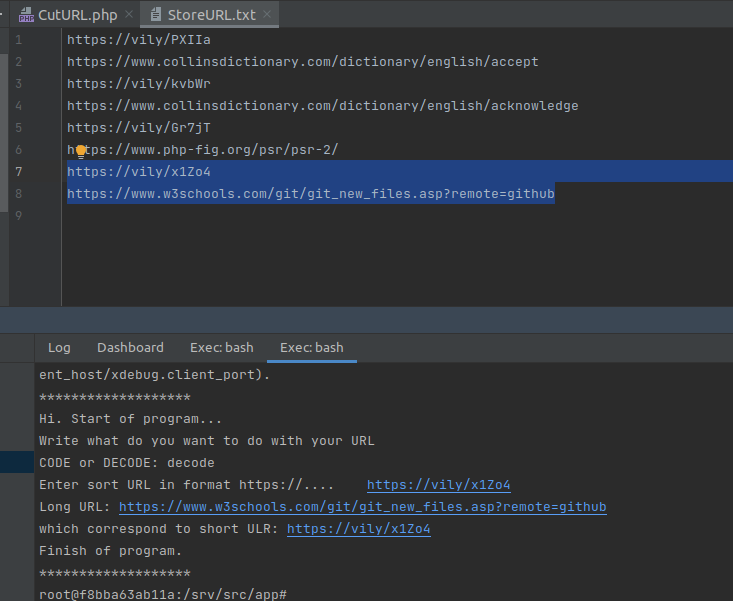 CutURL.php
StoreURL.txt
1 https://vily/PXIIa
2 https://www.collinsdictionary.com/dictionary/english/accept
3 https://vily/kvbWr
4 https://www.collinsdictionary.com/dictionary/english/acknowledge
5 https://vily/Gr7jT
6 https://www.php-fig.org/psr/psr-2/
7 https://vily/x1Zo4
8 https://www.w3schools.com/git/git_new_files.asp?remote=github
9
Log Dashboard Exec: bash Exec: bash
ent_host/xdebug.client_port).
*******************
Hi. Start of program...
Write what do you want to do with your URL
CODE or DECODE: decode
Enter sort URL in format https://.... https://vily/x1Zo4
Long URL: https://www.w3schools.com/git/git_new_files.asp?remote=github
which correspond to short ULR: https://vily/x1Zo4
Finish of program.
*******************
root@f8bba63ab11a:/srv/src/app#